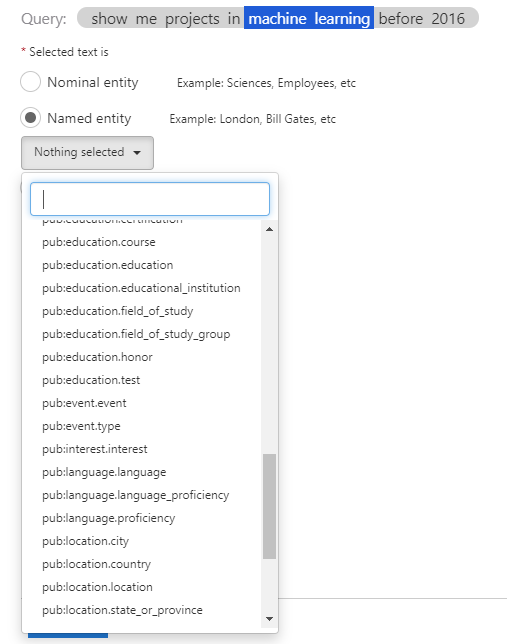 Query: show me projects in machine learning before 2016
* Selected text is
Nominal entity Example: Sciences, Employees, etc
Named entity Example: London, Bill Gates, etc
Nothing selected
pub:education.certification
pub:education.course
pub:education.education
pub:education.educational_institution
pub:education.field_of_study
pub:education.field_of_study_group
pub:education.honor
pub:education.test
pub:event.event
pub:event.type
pub:interest.interest
pub:language.language
pub:language.language_proficiency
pub:language.proficiency
pub:location.city
pub:location.country
pub:location.location
pub:location.state_or_province